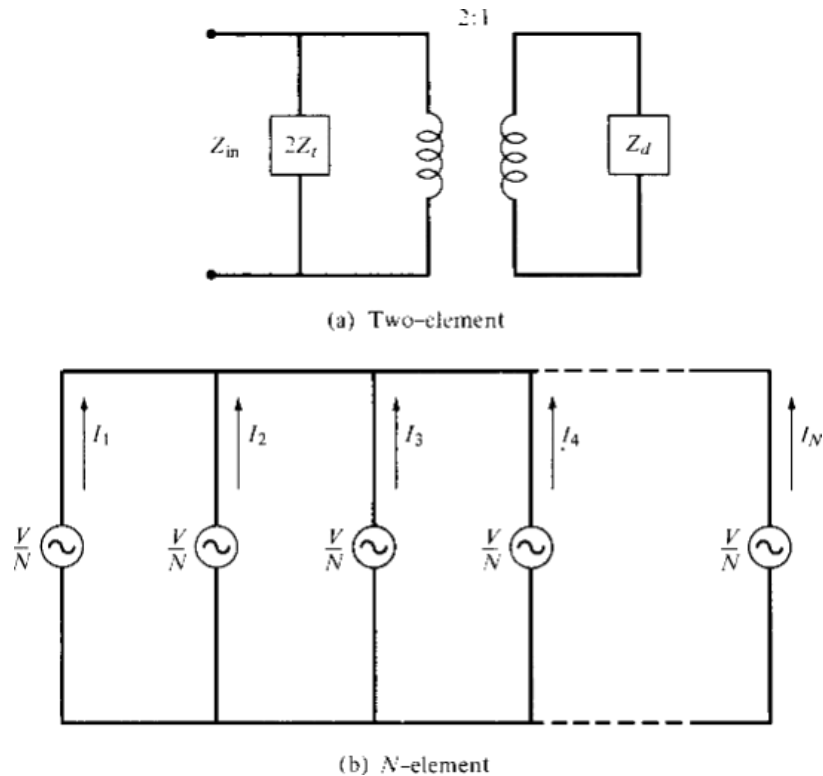 2:1
Z_in 2Z_t Z_d
(a) Two-element
I_1 I_2 I_3 I_4 I_N
V/N V/N V/N V/N V/N
(b) N-element